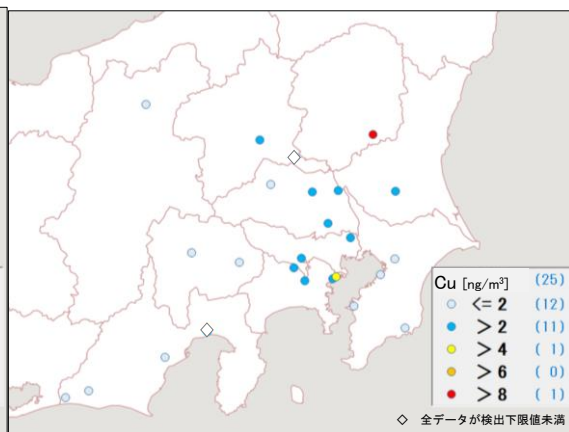 Cu [ng/m³] (25)
<= 2 (12)
> 2 (11)
> 4 ( 1)
> 6 ( 0)
> 8 ( 1)
◇ 全データが検出下限値未満